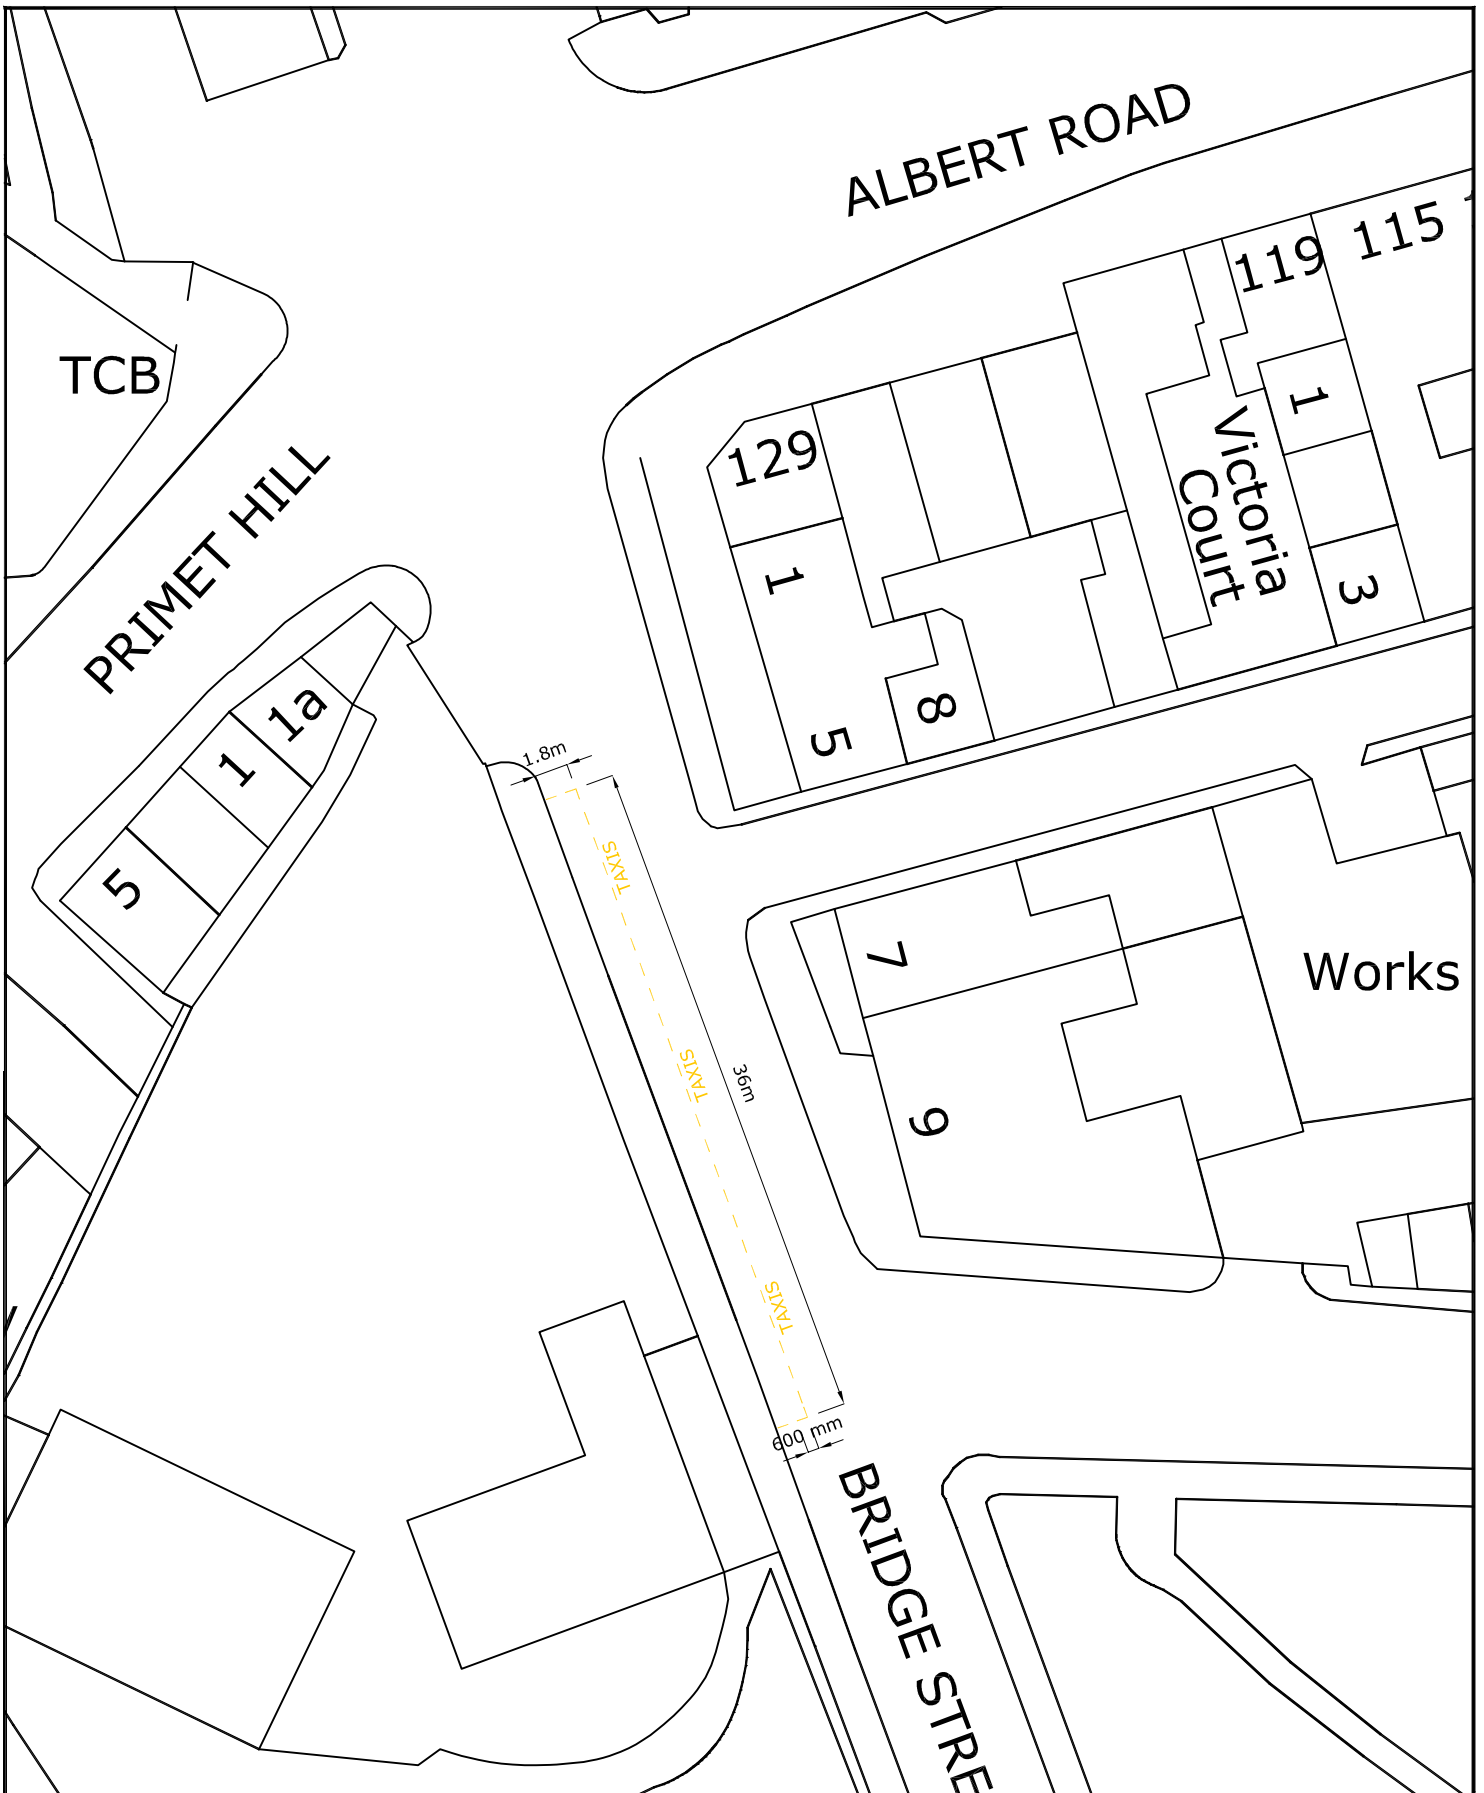 ALBERT ROAD
115
119
TCB
1
129
Victoria
Court
PRIMET HILL
1
3
1a
8
5
1
1.8m
5
TAXIS
7
Works
TAXIS
36m
9
TAXIS
600 mm
BRIDGE STRE